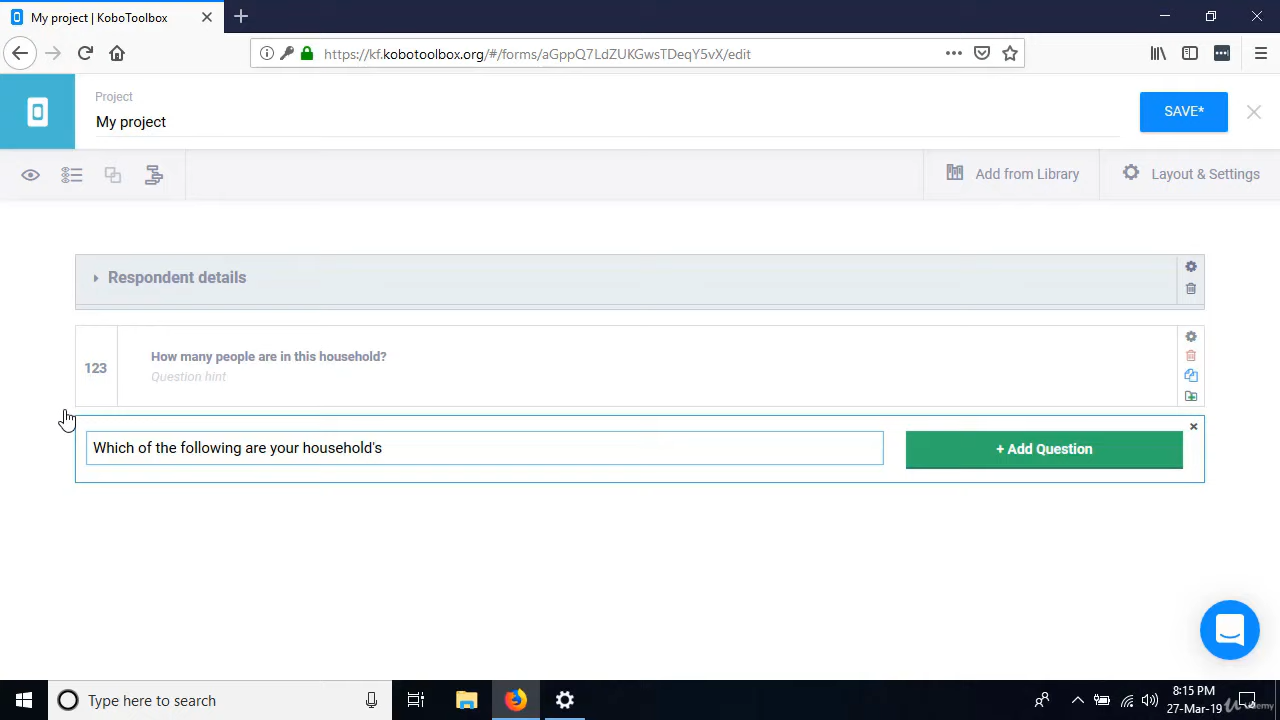 My project | KoboToolbox
https://kf.kobotoolbox.org/#/forms/aGppQ7LdZUKGwsTDeqY5vX/edit
Project
My project
SAVE*
Add from Library
Layout & Settings
Respondent details
123
How many people are in this household?
Question hint
Which of the following are your household's
+ Add Question
Type here to search
8:15 PM
27-Mar-19
Udemy